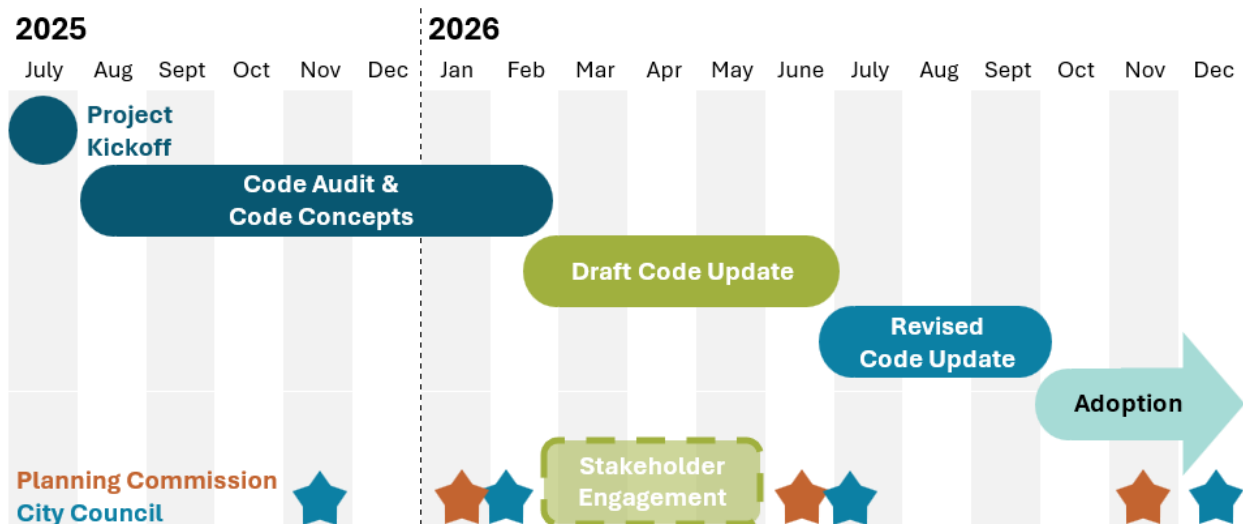 2025 2026
July Aug Sept Oct Nov Dec Jan Feb Mar Apr May June July Aug Sept Oct Nov Dec
Project
Kickoff
Code Audit &
Code Concepts
Draft Code Update
Revised
Code Update
Adoption
Stakeholder
Engagement
Planning Commission
City Council